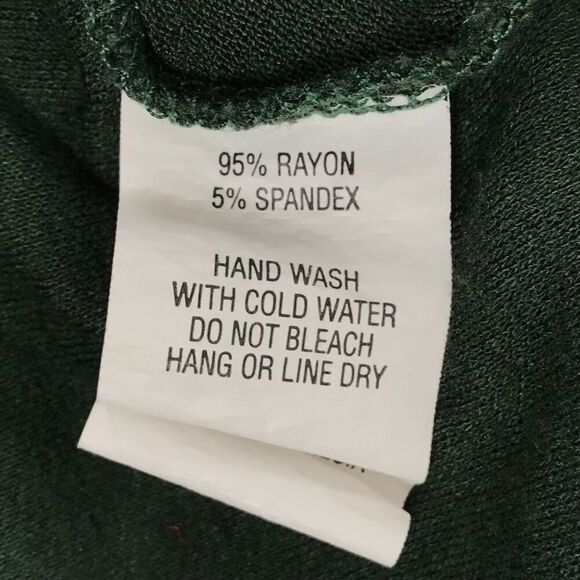 95% RAYON
5% SPANDEX
HAND WASH
WITH COLD WATER
DO NOT BLEACH
HANG OR LINE DRY